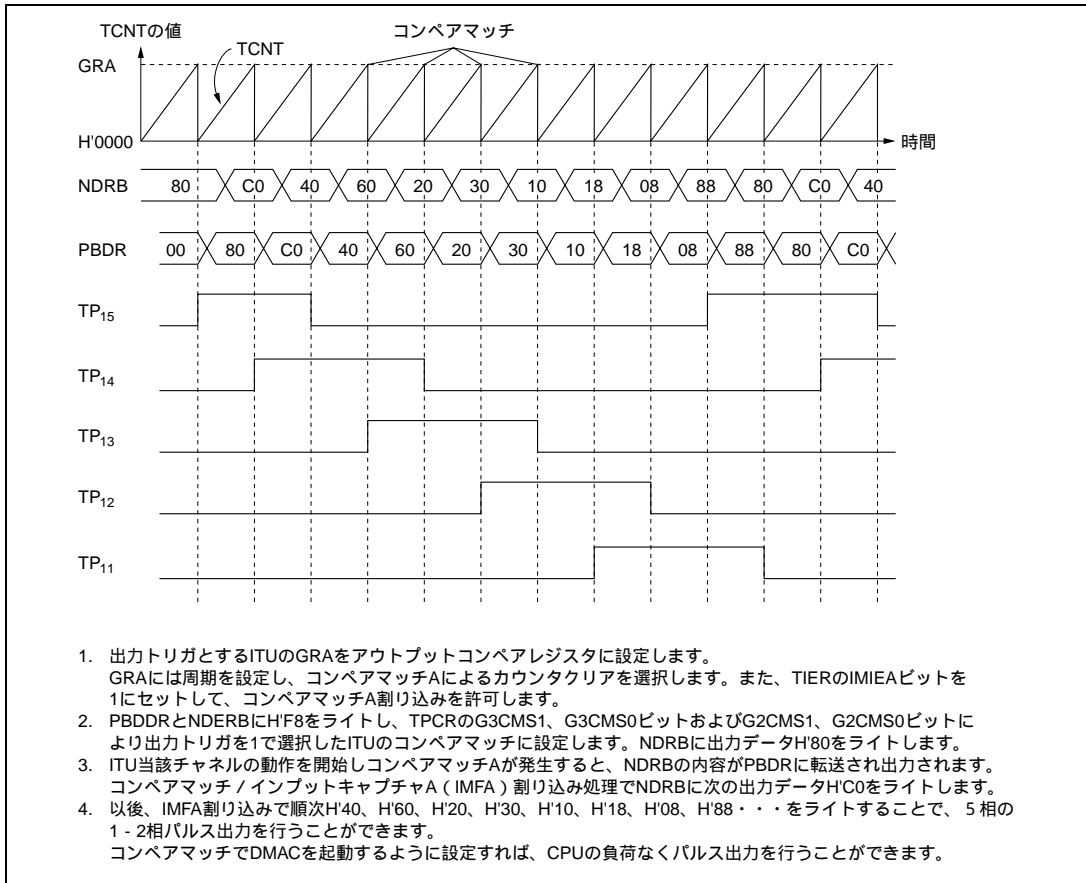 TCNTの値
コンペアマッチ
TCNT
GRA
H'0000
時間
NDRB 80 C0 40 60 20 30 10 18 08 88 80 C0 40
PBDR 00 80 C0 40 60 20 30 10 18 08 88 80 C0
TP15
TP14
TP13
TP12
TP11
1. 出力トリガとするITUのGRAをアウトプットコンペアレジスタに設定します。
GRAには周期を設定し、コンペアマッチAによるカウンタクリアを選択します。また、TIERのIMIEAビットを
1にセットして、コンペアマッチA割り込みを許可します。
2. PBDDRとNDERBにH'F8をライトし、TPCRのG3CMS1、G3CMS0ビットおよびG2CMS1、G2CMS0ビットに
より出力トリガを1で選択したITUのコンペアマッチに設定します。NDRBに出力データH'80をライトします。
3. ITU当該チャネルの動作を開始しコンペアマッチAが発生すると、NDRBの内容がPBDRに転送され出力されます。
コンペアマッチ / インプットキャプチャA（IMFA）割り込み処理でNDRBに次の出力データH'C0をライトします。
4. 以後、IMFA割り込みで順次H'40、H'60、H'20、H'30、H'10、H'18、H'08、H'88・・・をライトすることで、５相の
1 - 2相パルス出力を行うことができます。
コンペアマッチでDMACを起動するように設定すれば、CPUの負荷なくパルス出力を行うことができます。